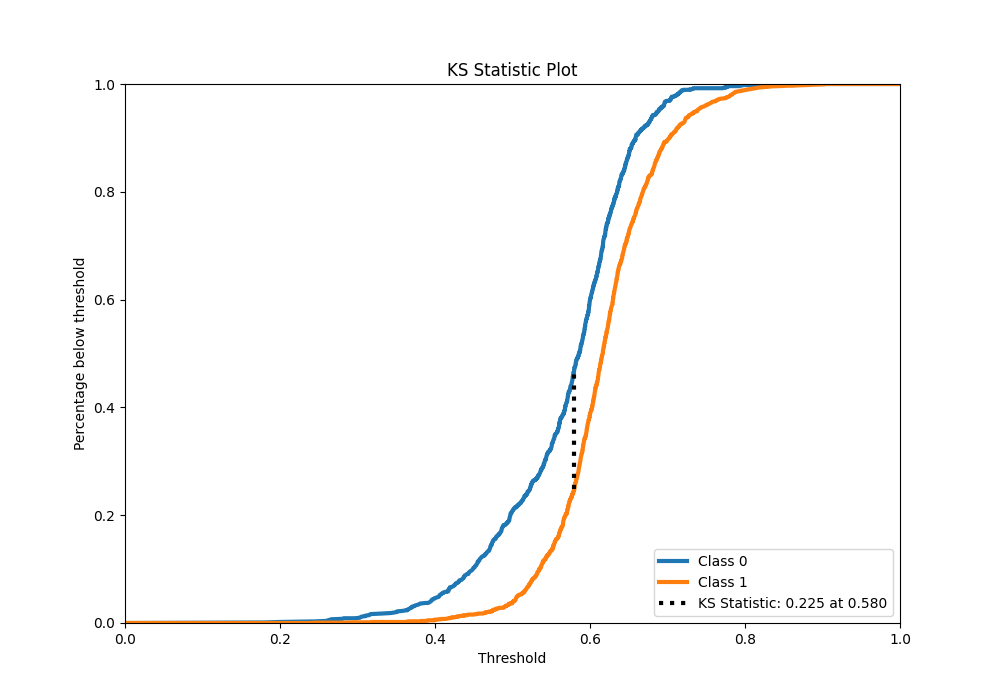 KS Statistic Plot
1.0
0.8
0.6
0.4
0.2
0.0
Percentage below threshold
0.0 0.2 0.4 0.6 0.8 1.0
Threshold
Class 0
Class 1
KS Statistic: 0.225 at 0.580